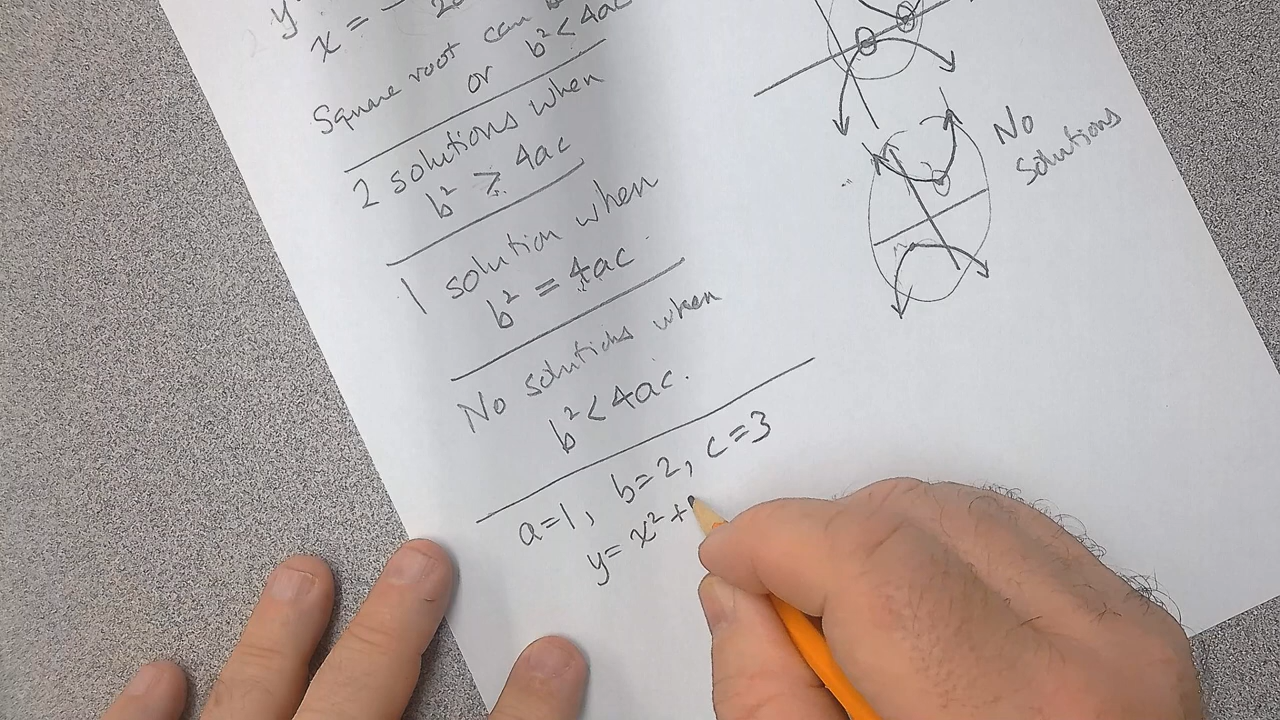 x =
Square root can
or b² < 4ac
2 solutions when
b² ⩾ 4ac
1 solution when
b² = 4ac.
No solutions when
b² < 4ac.
a=1, b=2, c=3
y= x² +
No
solutions